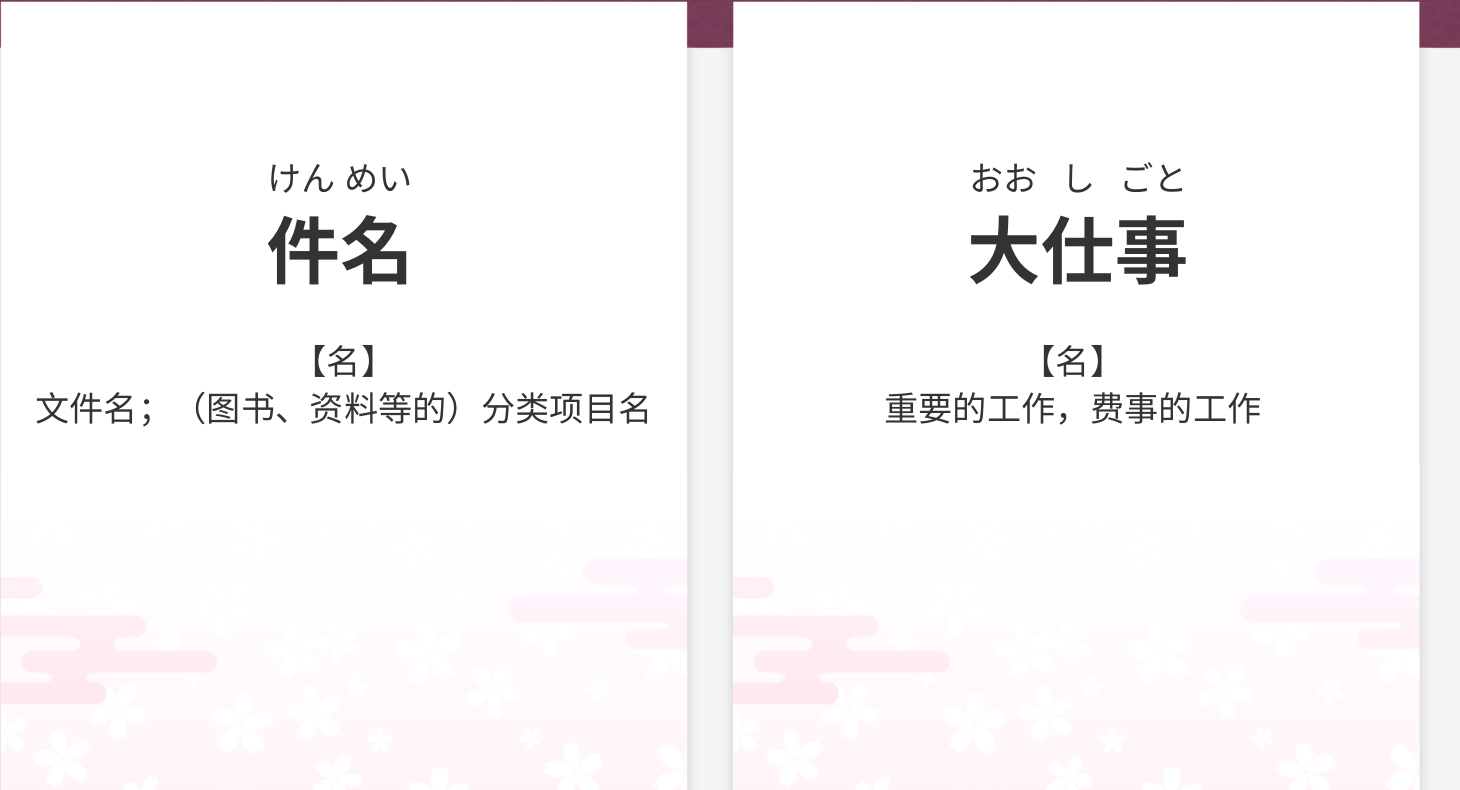 けん めい
件名
【名】
文件名；（图书、资料等的）分类项目名
おお し ごと
大仕事
【名】
重要的工作，费事的工作